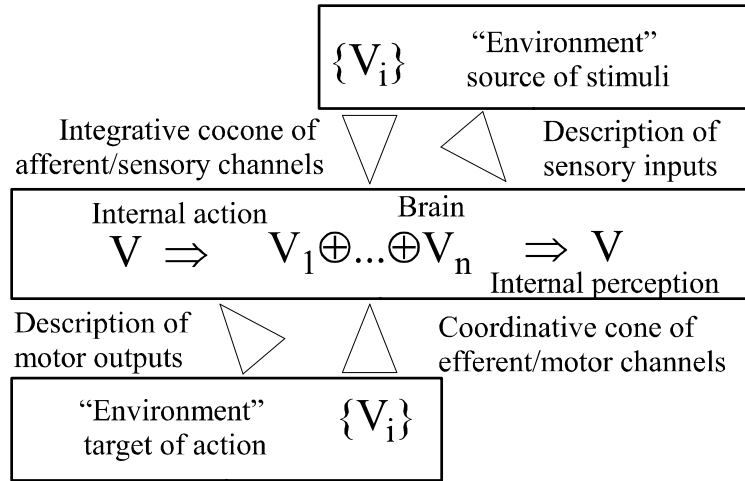 {Vᵢ} “Environment”
source of stimuli
Integrative cocone of
afferent/sensory channels
Description of
sensory inputs
Internal action
Brain
V ⇒ V₁⊕...⊕Vₙ ⇒ V
Internal perception
Description of
motor outputs
Coordinative cone of
efferent/motor channels
“Environment” {Vᵢ}
target of action